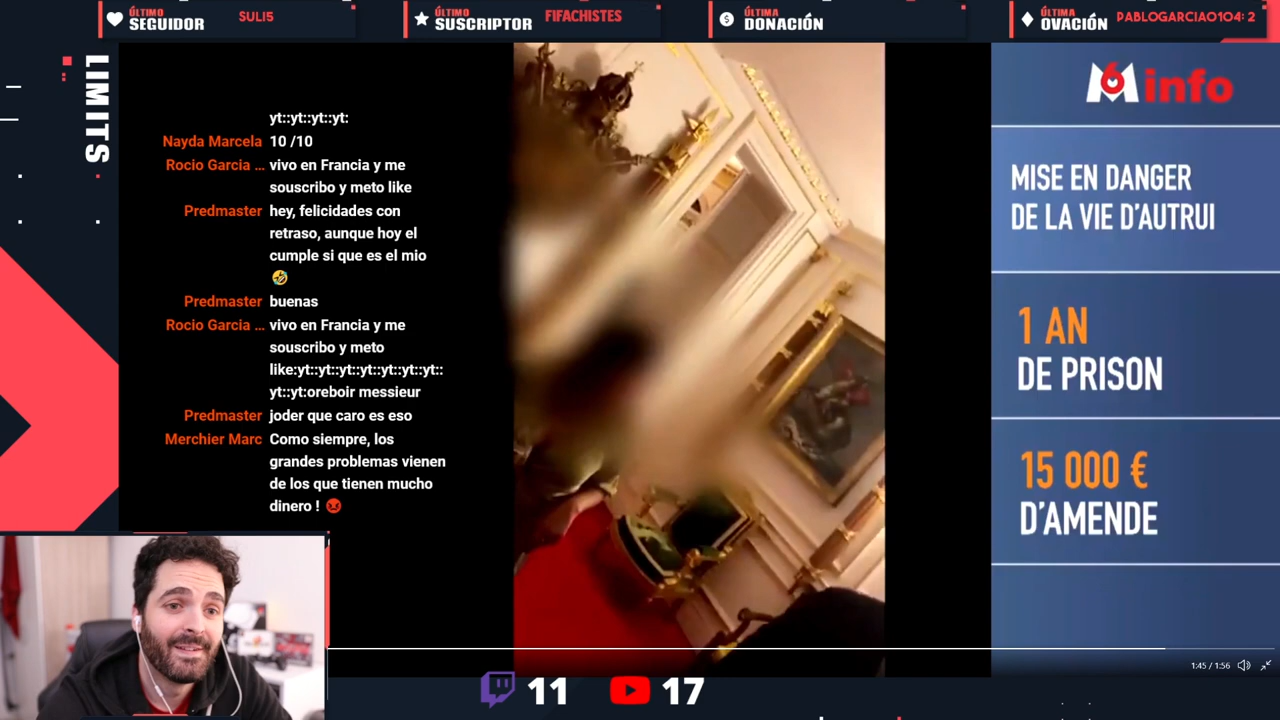 ÚLTIMO
SEGUIDOR
SULI5
ÚLTIMO
SUSCRIPTOR
FIFACHISTES
ÚLTIMA
DONACIÓN
ÚLTIMA
OVACIÓN
PABLOGARCIA0104: 2
LIMITS
yt::yt::yt::yt:
Nayda Marcela 10 /10
Rocio Garcia ... vivo en Francia y me
souscribo y meto like
Predmaster hey, felicidades con
retraso, aunque hoy el
cumple si que es el mio
🤣
Predmaster buenas
Rocio Garcia ... vivo en Francia y me
souscribo y meto
like:yt::yt::yt::yt::yt::yt::yt::
yt::yt:oreboir messieur
Predmaster joder que caro es eso
Merchier Marc Como siempre, los
grandes problemas vienen
de los que tienen mucho
dinero ! 😡
M6 info
MISE EN DANGER
DE LA VIE D'AUTRUI
1 AN
DE PRISON
15 000 €
D'AMENDE
1:45 / 1:56
11
17